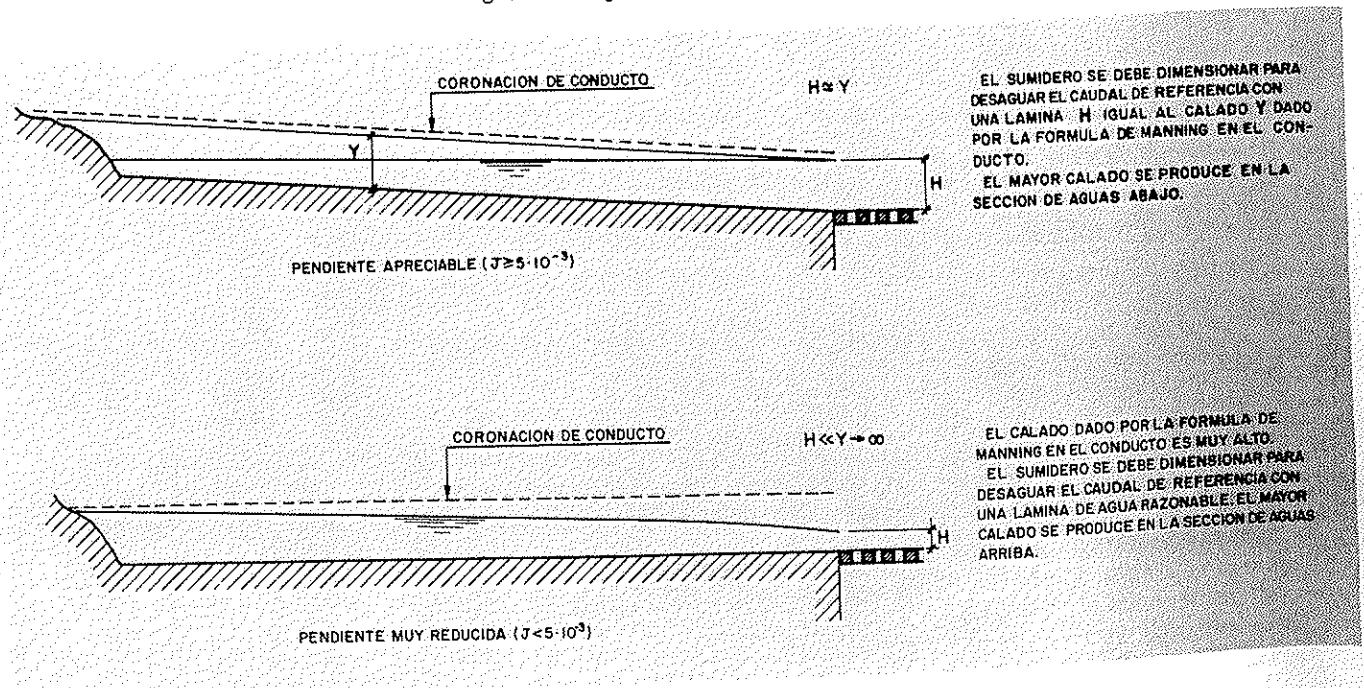 CORONACION DE CONDUCTO
H≈Y
EL SUMIDERO SE DEBE DIMENSIONAR PARA
DESAGUAR EL CAUDAL DE REFERENCIA CON
UNA LAMINA H IGUAL AL CALADO Y DADO
POR LA FORMULA DE MANNING EN EL CON-
DUCTO.
EL MAYOR CALADO SE PRODUCE EN LA
SECCION DE AGUAS ABAJO.
Y
H
PENDIENTE APRECIABLE (J≥5·10⁻³)
CORONACION DE CONDUCTO
H<<Y→∞
EL CALADO DADO POR LA FORMULA DE
MANNING EN EL CONDUCTO ES MUY ALTO.
EL SUMIDERO SE DEBE DIMENSIONAR PARA
DESAGUAR EL CAUDAL DE REFERENCIA CON
UNA LAMINA DE AGUA RAZONABLE. EL MAYOR
CALADO SE PRODUCE EN LA SECCION DE AGUAS
ARRIBA.
H
PENDIENTE MUY REDUCIDA (J<5·10⁻³)